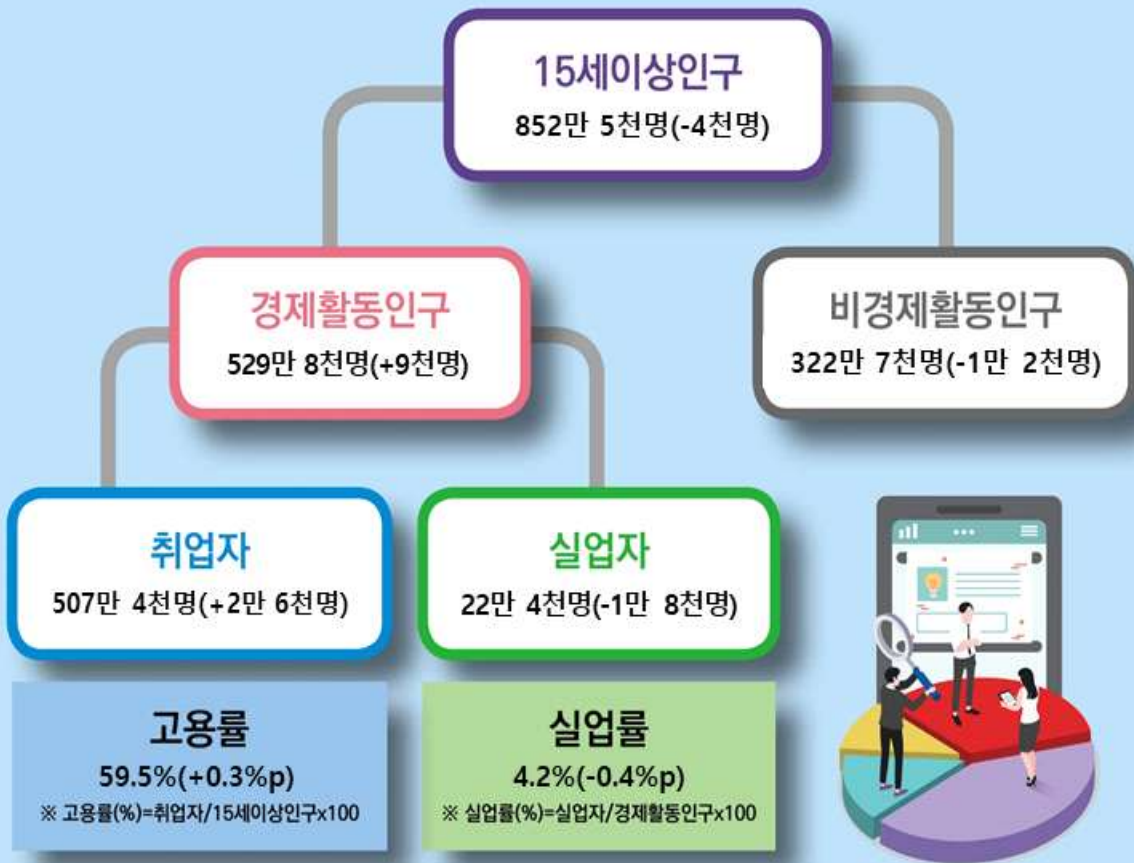 15세이상인구
852만 5천명(-4천명)
경제활동인구
529만 8천명(+9천명)
비경제활동인구
322만 7천명(-1만 2천명)
취업자
507만 4천명(+2만 6천명)
실업자
22만 4천명(-1만 8천명)
고용률
59.5%(+0.3%p)
※ 고용률(%)=취업자/15세이상인구x100
실업률
4.2%(-0.4%p)
※ 실업률(%)=실업자/경제활동인구x100